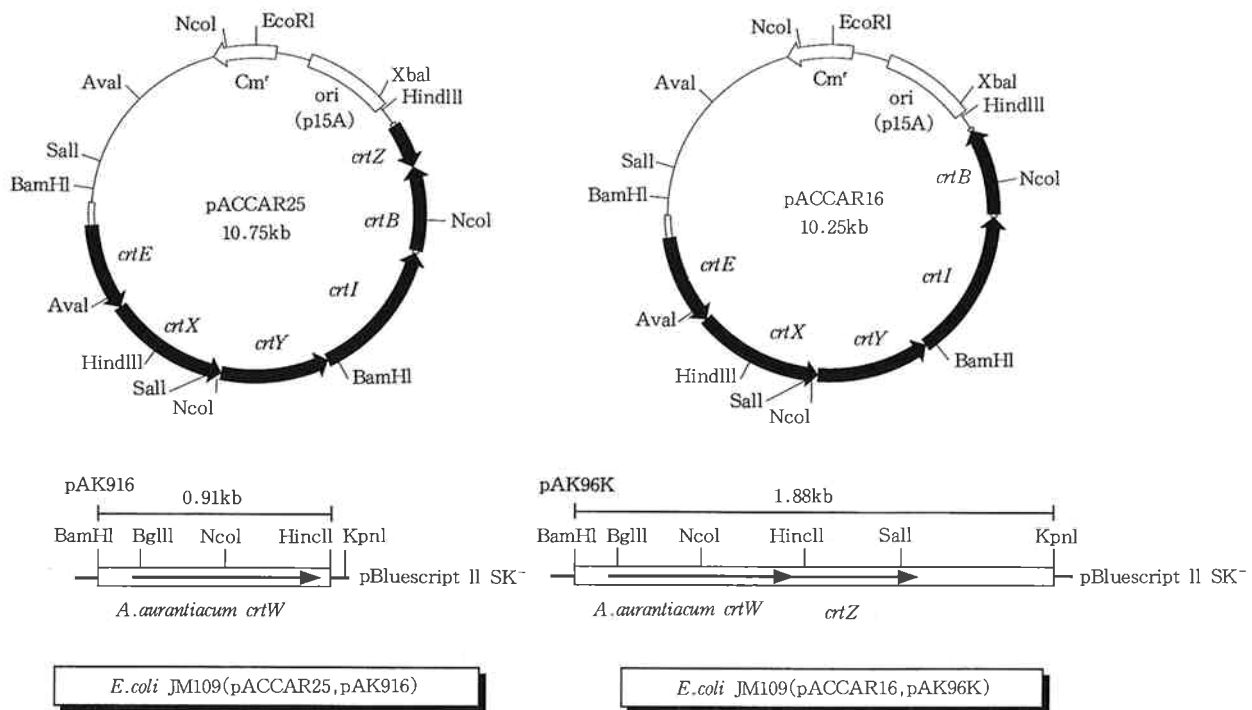 NcoI
EcoRI
Cmʳ
AvaI
ori
(p15A)
XbaI
HindIII
crtZ
SalI
BamHI
pACCAR25
10.75kb
crtB
NcoI
crtE
crtI
AvaI
crtX
crtY
HindIII
SalI
NcoI
BamHI
NcoI
EcoRI
Cmʳ
AvaI
ori
(p15A)
XbaI
HindIII
SalI
BamHI
crtB
NcoI
pACCAR16
10.25kb
crtE
crtI
AvaI
crtX
crtY
HindIII
SalI
NcoI
BamHI
pAK916
0.91kb
BamHI BglII NcoI HincII KpnI
pBluescript II SK⁻
A.aurantiacum crtW
E.coli JM109(pACCAR25,pAK916)
pAK96K
1.88kb
BamHI BglII NcoI HincII SalI KpnI
pBluescript II SK⁻
A.aurantiacum crtW crtZ
E.coli JM109(pACCAR16,pAK96K)